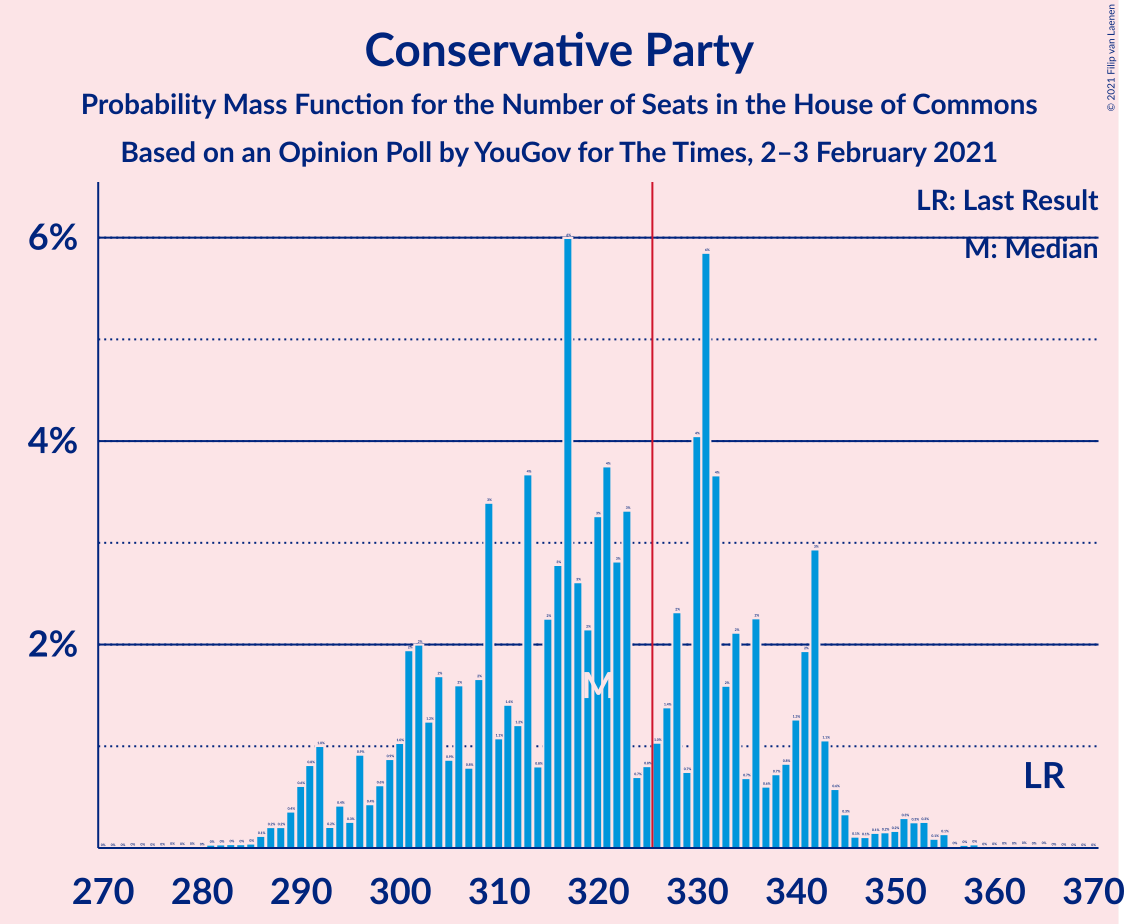 Conservative Party
Probability Mass Function for the Number of Seats in the House of Commons
Based on an Opinion Poll by YouGov for The Times, 2–3 February 2021
© 2021 Filip van Laenen
LR: Last Result
M: Median
6%
4%
2%
M
LR
270 280 290 300 310 320 330 340 350 360 370